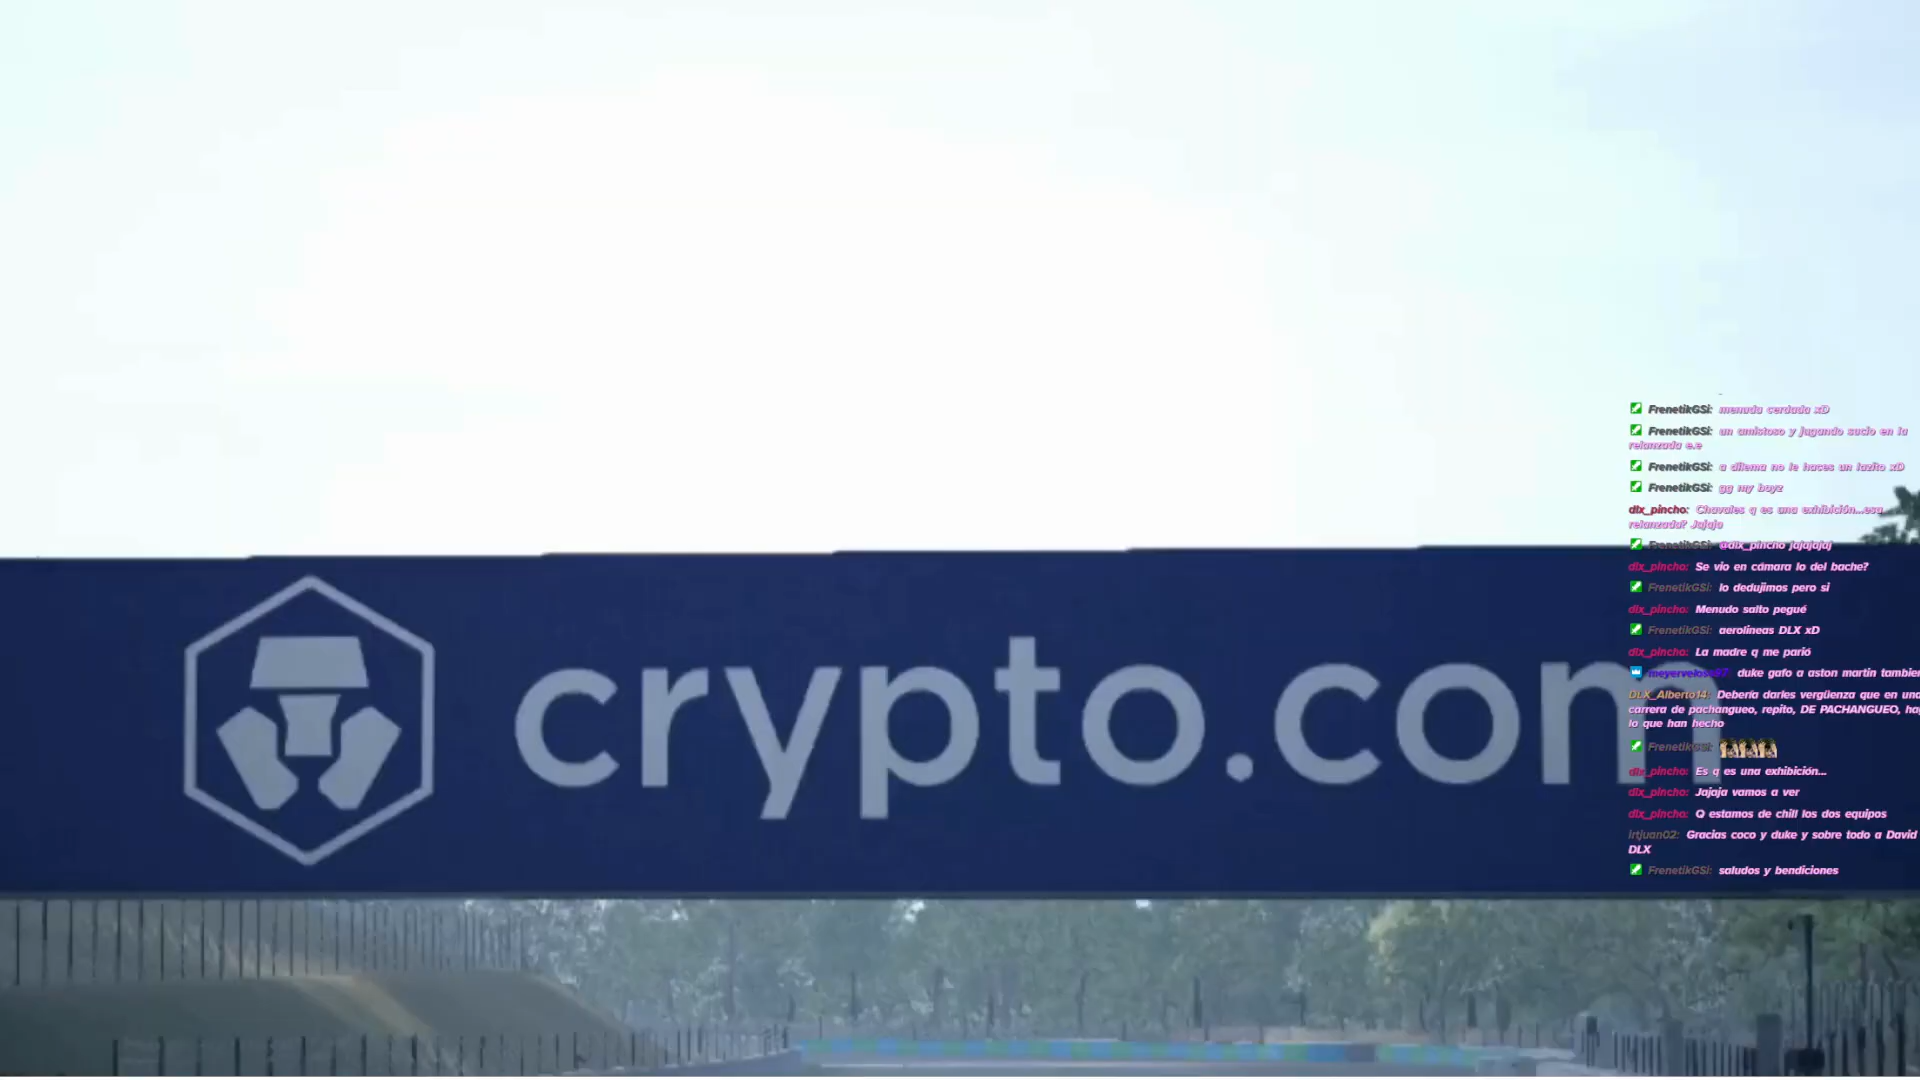 FrenetikGSi: menuda cerdada xD
FrenetikGSi: un amistoso y jugando sucio en la
relanzada e.e
FrenetikGSi: a dilema no le haces un lazito xD
FrenetikGSi: gg my boyz
dlx_pincho: Chavales q es una exhibición...esa
relanzada? Jajaja
FrenetikGSi: @dlx_pincho jajajajaj
dlx_pincho: Se vio en cámara lo del bache?
FrenetikGSi: lo dedujimos pero si
dlx_pincho: Menudo salto pegué
FrenetikGSi: aerolineas DLX xD
dlx_pincho: La madre q me parió
duke gafo a aston martin tambien
DLX_Alberto14: Debería darles vergüenza que en una
carrera de pachangueo, repito, DE PACHANGUEO, hag
lo que han hecho
FrenetikGSi:
dlx_pincho: Es q es una exhibición...
dlx_pincho: Jajaja vamos a ver
dlx_pincho: Q estamos de chill los dos equipos
irtjuan02: Gracias coco y duke y sobre todo a David
DLX
FrenetikGSi: saludos y bendiciones
crypto.com